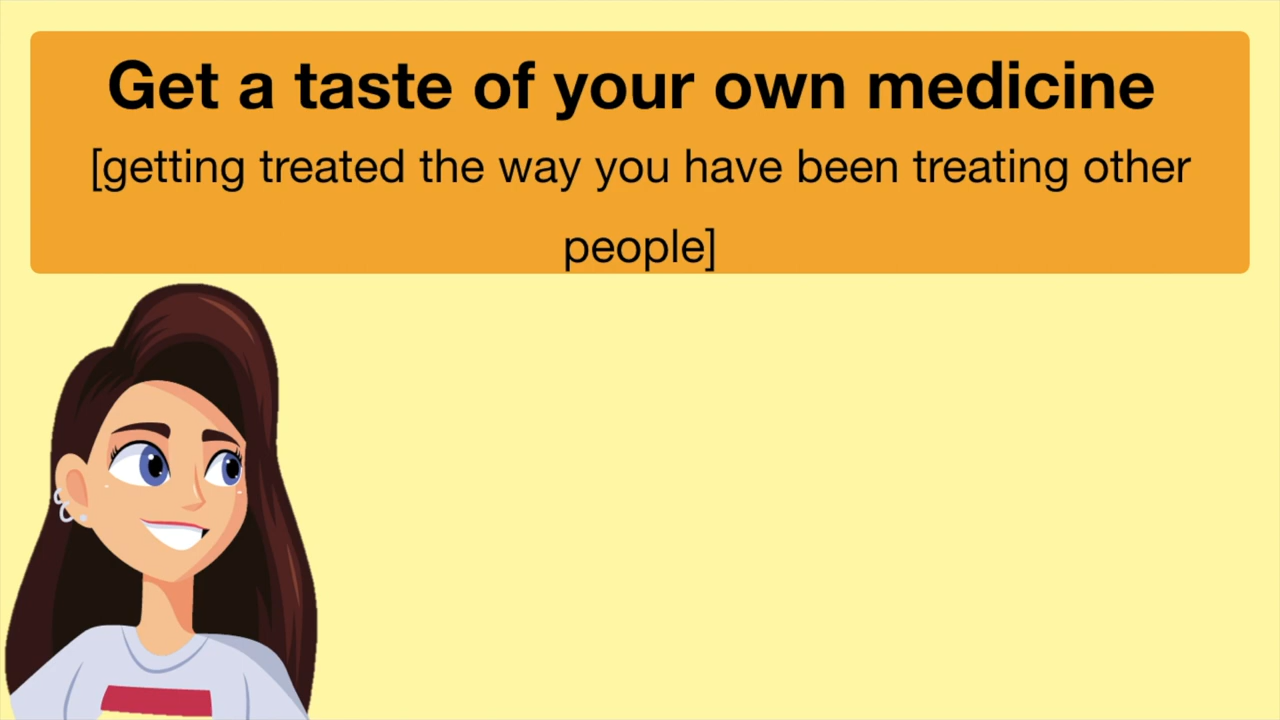 Get a taste of your own medicine
[getting treated the way you have been treating other
people]